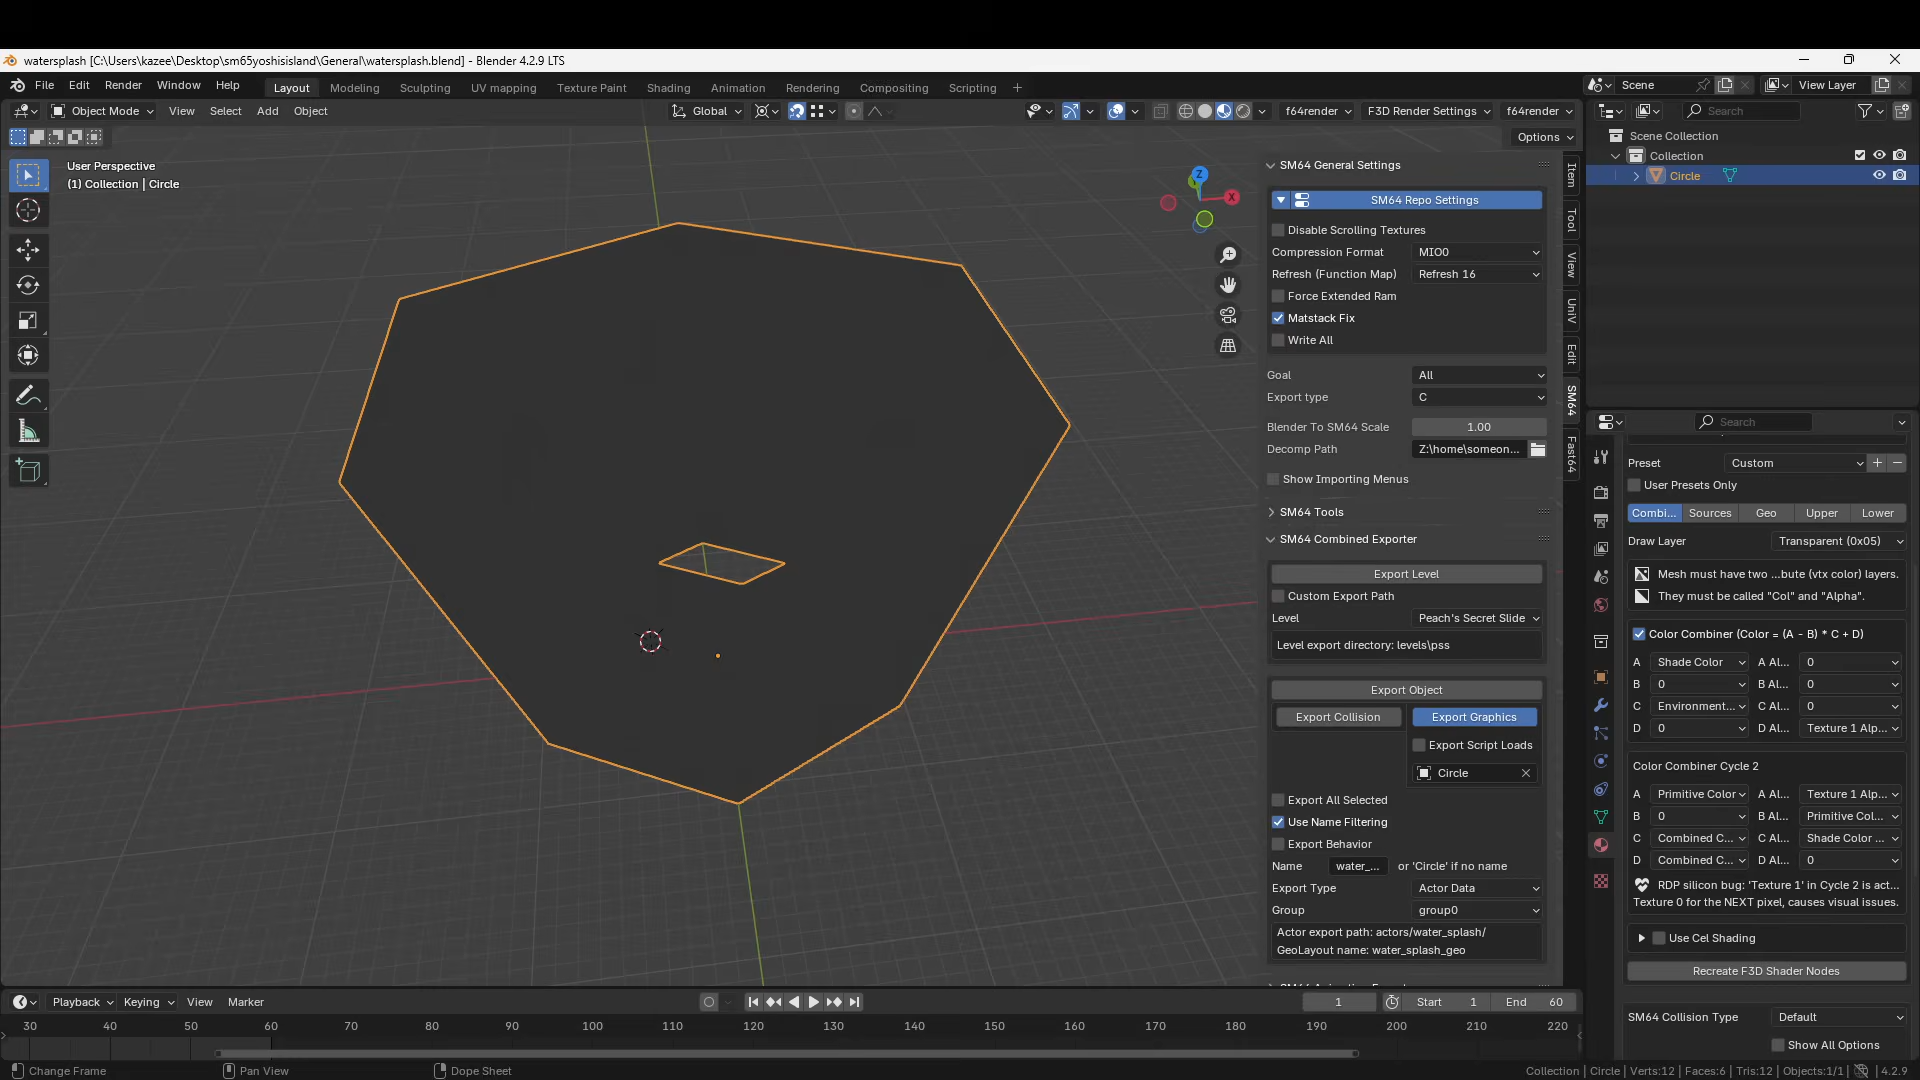 watersplash [C:\Users\kazee\Desktop\sm65yoshisisland\General\watersplash.blend] - Blender 4.2.9 LTS
File Edit Render Window Help
Layout Modeling Sculpting UV mapping Texture Paint Shading Animation Rendering Compositing Scripting +
Scene View Layer
Object Mode View Select Add Object
Global
f64render F3D Render Settings f64render
Search
Options
User Perspective
(1) Collection | Circle
Z
X
Scene Collection
Collection
Circle
SM64 General Settings
SM64 Repo Settings
Disable Scrolling Textures
Compression Format MIO0
Refresh (Function Map) Refresh 16
Force Extended Ram
Matstack Fix
Write All
Goal All
Export type C
Blender To SM64 Scale 1.00
Decomp Path Z:\home\someon...
Show Importing Menus
SM64 Tools
SM64 Combined Exporter
Export Level
Custom Export Path
Level Peach's Secret Slide
Level export directory: levels\pss
Export Object
Export Collision Export Graphics
Export Script Loads
Circle
Export All Selected
Use Name Filtering
Export Behavior
Name water_... or 'Circle' if no name
Export Type Actor Data
Group group0
Actor export path: actors/water_splash/
GeoLayout name: water_splash_geo
Item
Tool
View
UniV
Edit
SM64
Fast64
Search
Preset Custom
User Presets Only
Combi... Sources Geo Upper Lower
Draw Layer Transparent (0x05)
Mesh must have two ...bute (vtx color) layers.
They must be called "Col" and "Alpha".
Color Combiner (Color = (A - B) * C + D)
A Shade Color A Al... 0
B 0 B Al... 0
C Environment... C Al... 0
D 0 D Al... Texture 1 Alp...
Color Combiner Cycle 2
A Primitive Color A Al... Texture 1 Alp...
B 0 B Al... Primitive Col...
C Combined C... C Al... Shade Color ...
D Combined C... D Al... 0
RDP silicon bug: 'Texture 1' in Cycle 2 is act...
Texture 0 for the NEXT pixel, causes visual issues.
Use Cel Shading
Recreate F3D Shader Nodes
SM64 Collision Type Default
Show All Options
Playback Keying View Marker
1 Start 1 End 60
30 40 50 60 70 80 90 100 110 120 130 140 150 160 170 180 190 200 210 220
Change Frame Pan View Dope Sheet
Collection | Circle | Verts:12 | Faces:6 | Tris:12 | Objects:1/1 | 4.2.9